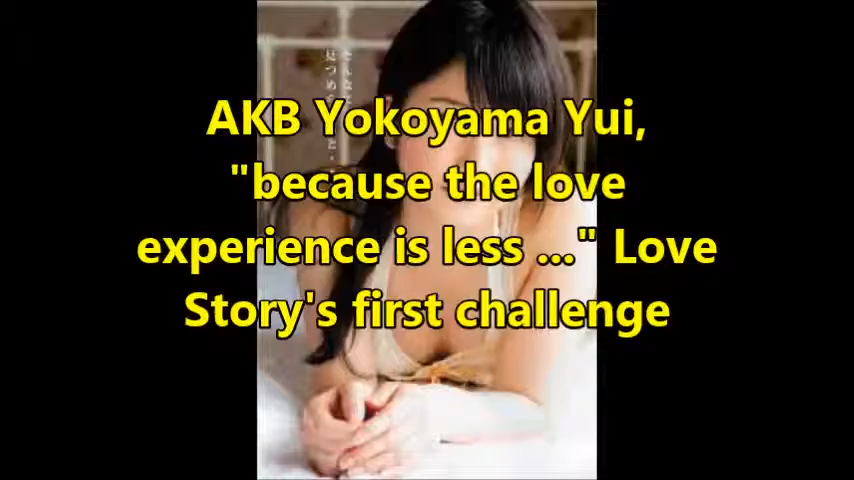 AKB Yokoyama Yui,
"because the love
experience is less ..." Love
Story's first challenge